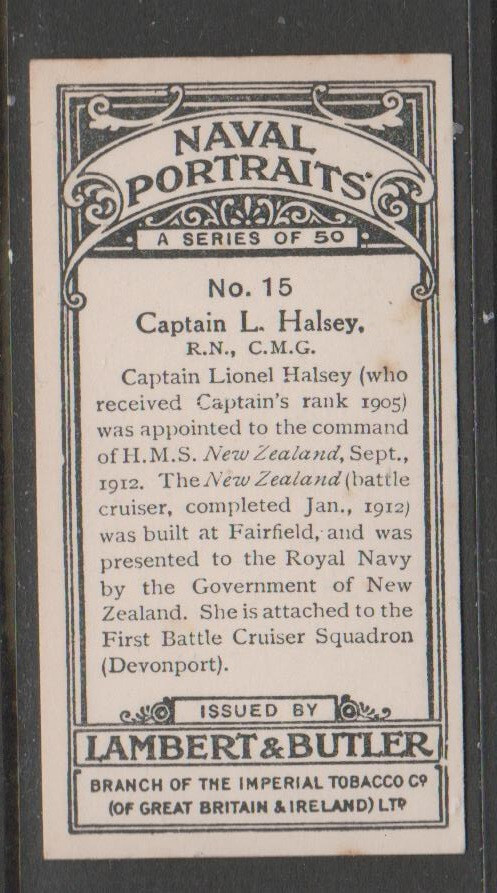 NAVAL
PORTRAITS
A SERIES OF 50
No. 15
Captain L. Halsey,
R.N., C.M.G.
Captain Lionel Halsey (who
received Captain's rank 1905)
was appointed to the command
of H.M.S. New Zealand, Sept.,
1912. The New Zealand (battle
cruiser, completed Jan., 1912)
was built at Fairfield, and was
presented to the Royal Navy
by the Government of New
Zealand. She is attached to the
First Battle Cruiser Squadron
(Devonport).
ISSUED BY
LAMBERT & BUTLER
BRANCH OF THE IMPERIAL TOBACCO Co
(OF GREAT BRITAIN & IRELAND) LTD